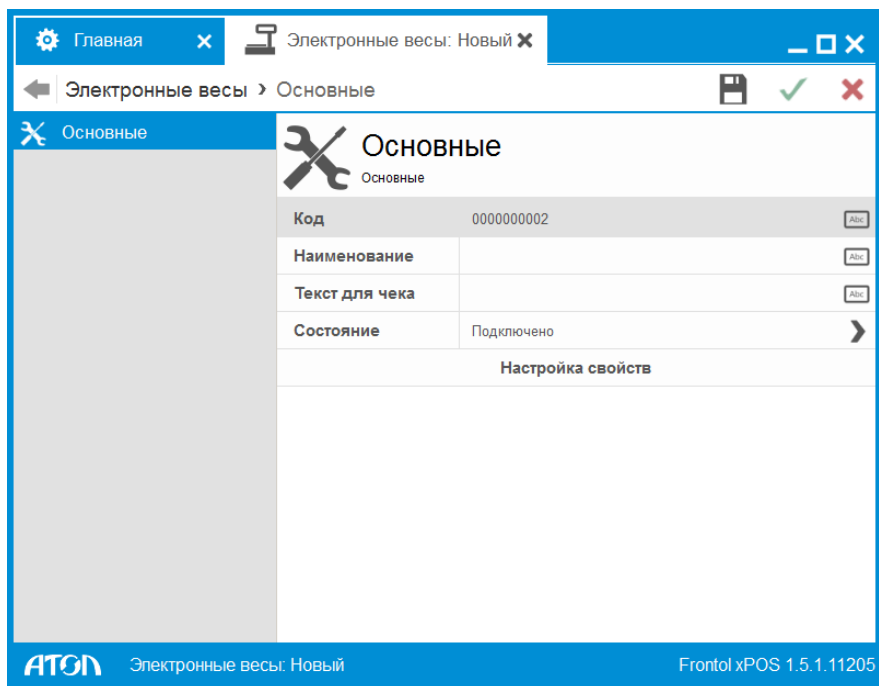 Главная
Электронные весы: Новый
Электронные весы > Основные
Основные
Основные
Основные
Код 0000000002 Abc
Наименование Abc
Текст для чека Abc
Состояние Подключено
Настройка свойств
АТОЛ Электронные весы: Новый Frontol xPOS 1.5.1.11205